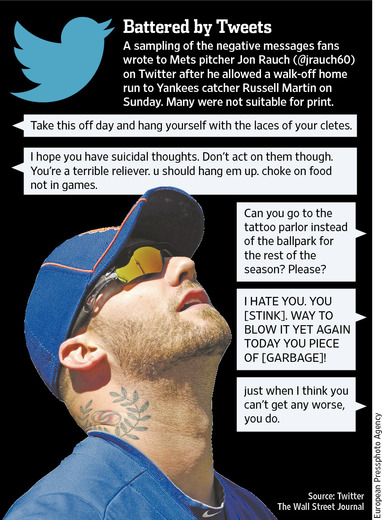 Battered by Tweets
A sampling of the negative messages fans
wrote to Mets pitcher Jon Rauch (@jrauch60)
on Twitter after he allowed a walk-off home
run to Yankees catcher Russell Martin on
Sunday. Many were not suitable for print.
Take this off day and hang yourself with the laces of your cletes.
I hope you have suicidal thoughts. Don't act on them though.
You're a terrible reliever. u should hang em up. choke on food
not in games.
Can you go to the
tattoo parlor instead
of the ballpark for
the rest of the
season? Please?
I HATE YOU. YOU
[STINK]. WAY TO
BLOW IT YET AGAIN
TODAY YOU PIECE
OF [GARBAGE]!
just when I think you
can't get any worse,
you do.
Source: Twitter
The Wall Street Journal
European Pressphoto Agency